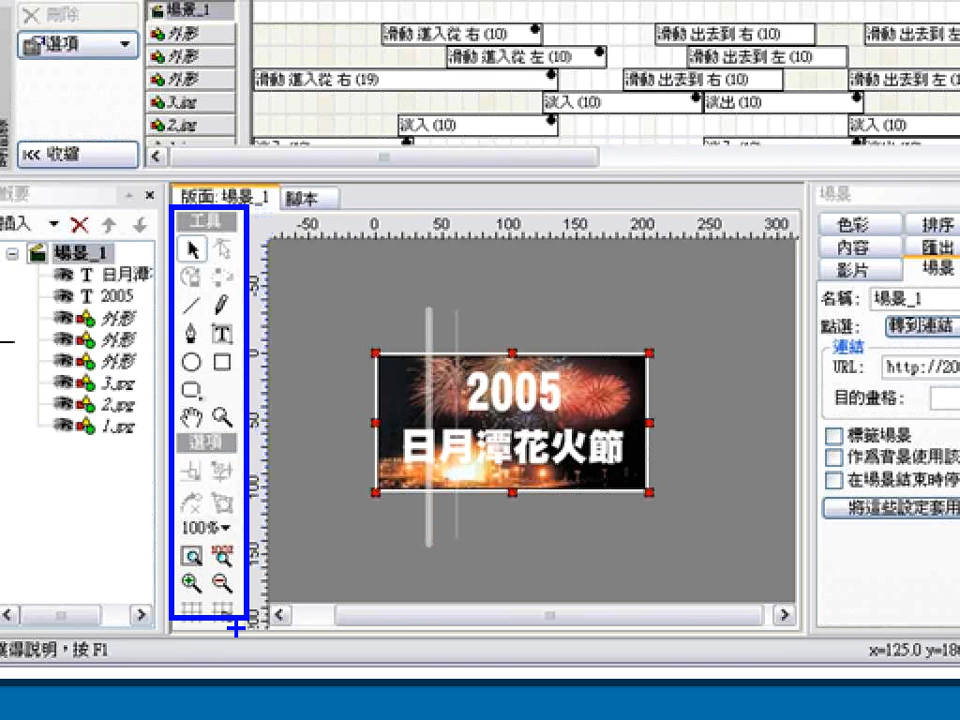 刪除
選項
收縮
場景_1
外形
外形
外形
3.jpg
2.jpg
滑動 進入從 右 (10)
滑動 出去到 右 (10)
滑動 出去到 左
滑動 進入從 左 (10)
滑動 出去到 左 (10)
滑動 進入從 右 (19)
滑動 出去到 右 (10)
滑動 出去到 左 (1
淡入 (10)
淡出 (10)
淡入 (10)
淡入 (10)
概要
插入
場景_1
日月潭
2005
外形
外形
外形
3.jpg
2.jpg
1.jpg
版面: 場景_1
腳本
工具
選項
100%
-50 0 50 100 150 200 250 300
2005
日月潭花火節
場景
色彩 排序
內容 匯出
影片 場景
名稱: 場景_1
點選: 轉到連結
連結
URL: http://20
目的畫格:
標籤場景
作為背景使用該
在場景結束時停
將這些設定套用
獲得說明，按 F1
x=125.0 y=18